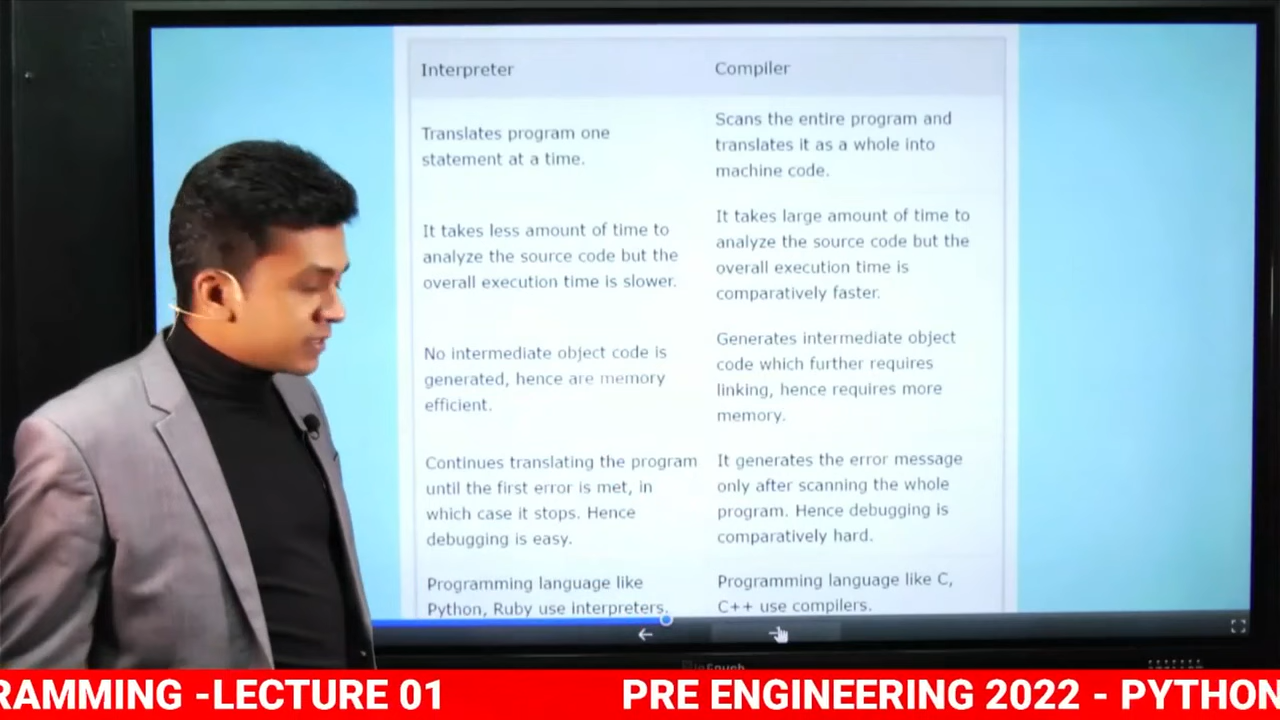 Interpreter
Compiler
Translates program one
statement at a time.
Scans the entire program and
translates it as a whole into
machine code.
It takes less amount of time to
analyze the source code but the
overall execution time is slower.
It takes large amount of time to
analyze the source code but the
overall execution time is
comparatively faster.
No intermediate object code is
generated, hence are memory
efficient.
Generates intermediate object
code which further requires
linking, hence requires more
memory.
Continues translating the program
until the first error is met, in
which case it stops. Hence
debugging is easy.
It generates the error message
only after scanning the whole
program. Hence debugging is
comparatively hard.
Programming language like
Python, Ruby use interpreters.
Programming language like C,
C++ use compilers.
RAMMING -LECTURE 01
PRE ENGINEERING 2022 - PYTHON